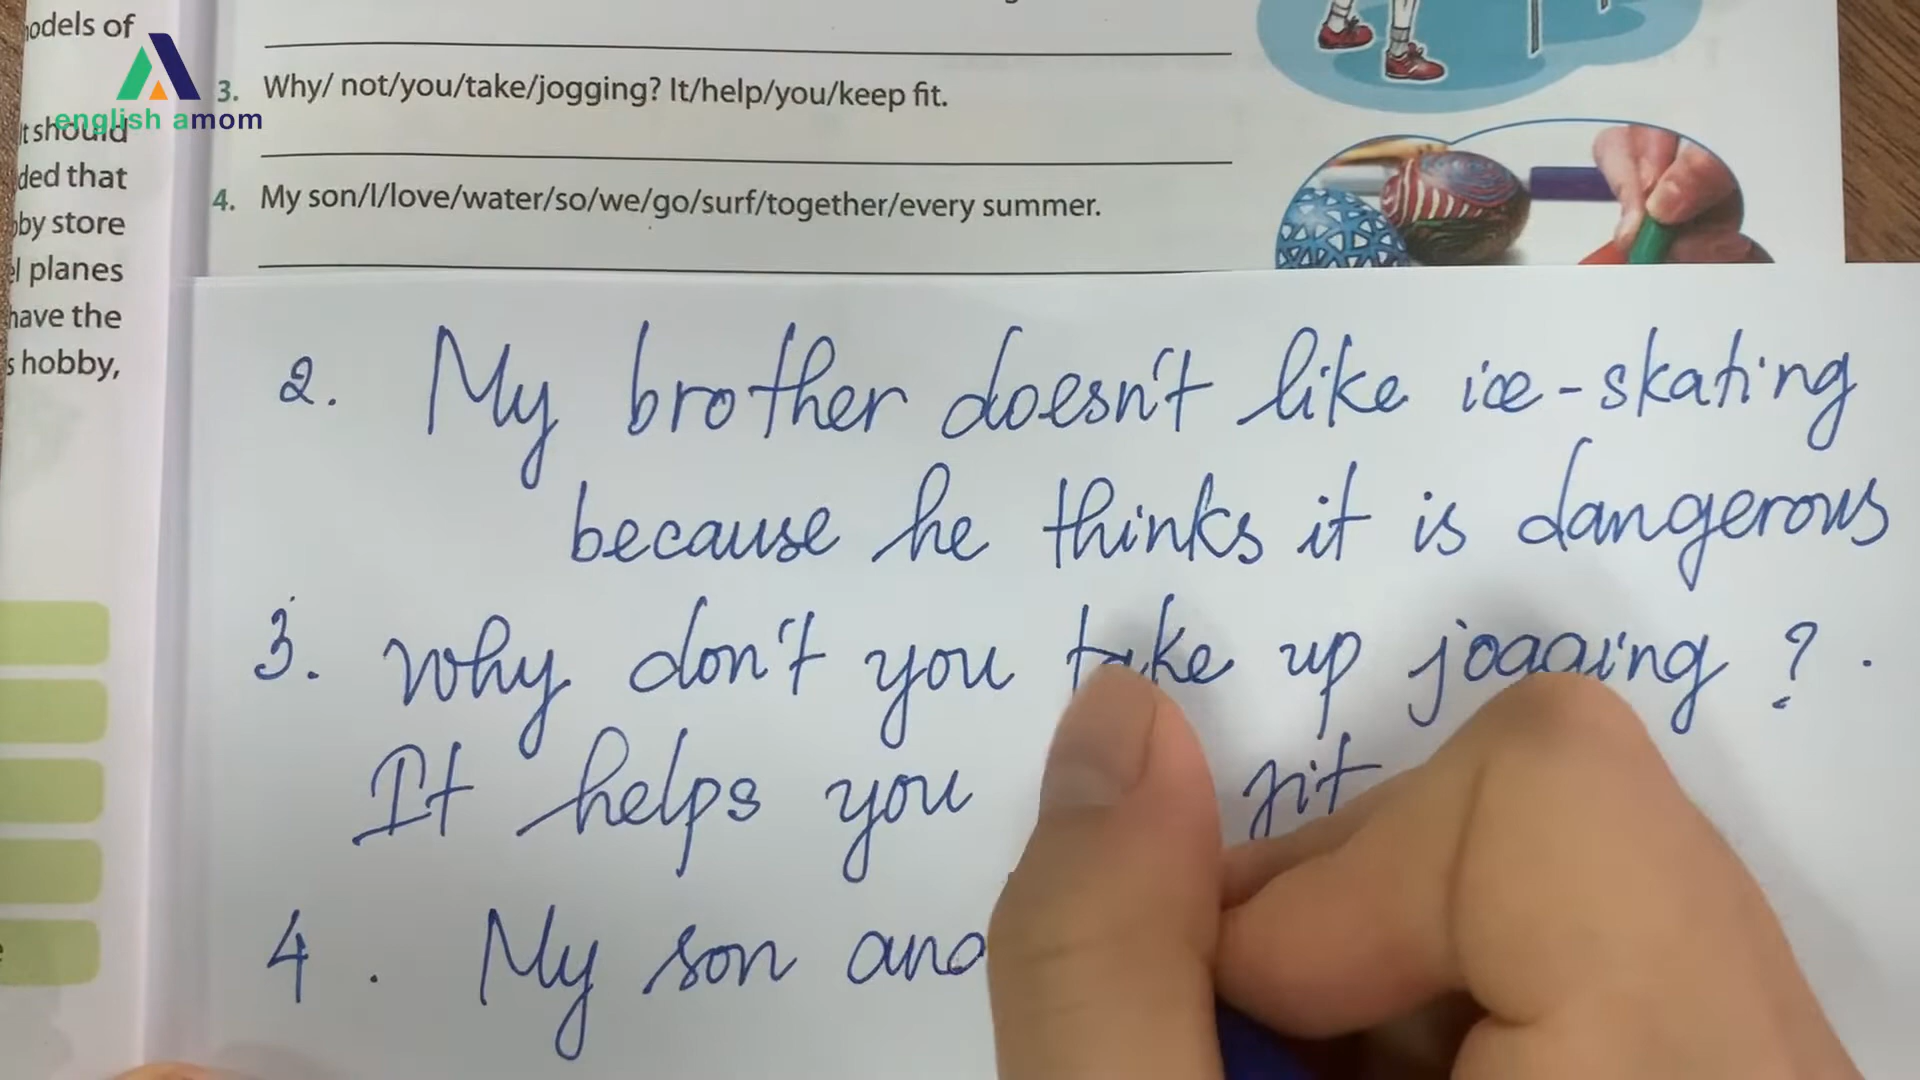 odels of
english amom
t should
ded that
by store
el planes
have the
s hobby,
3. Why/ not/you/take/jogging? It/help/you/keep fit.
4. My son/I/love/water/so/we/go/surf/together/every summer.
2. My brother doesn't like ice-skating
because he thinks it is dangerous
3. Why don't you take up jogging ? .
It helps you fit
4 . My son and